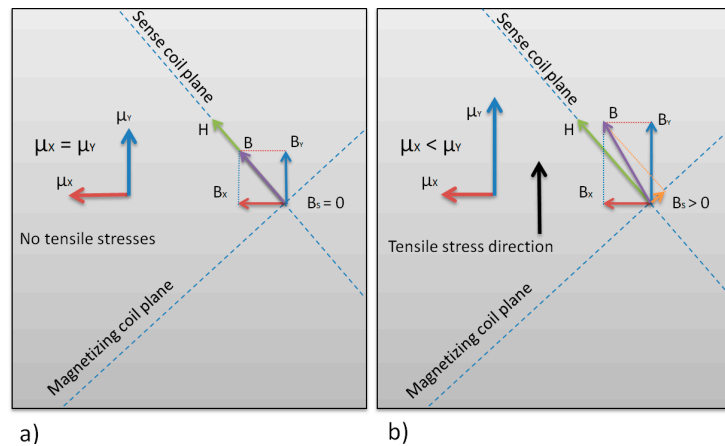 Sense coil plane
H
B
BY
μY
μX = μY
μX
BX
BS = 0
No tensile stresses
Magnetizing coil plane
a)
Sense coil plane
H
B
BY
μY
μX < μY
μX
BX
BS > 0
Tensile stress direction
Magnetizing coil plane
b)